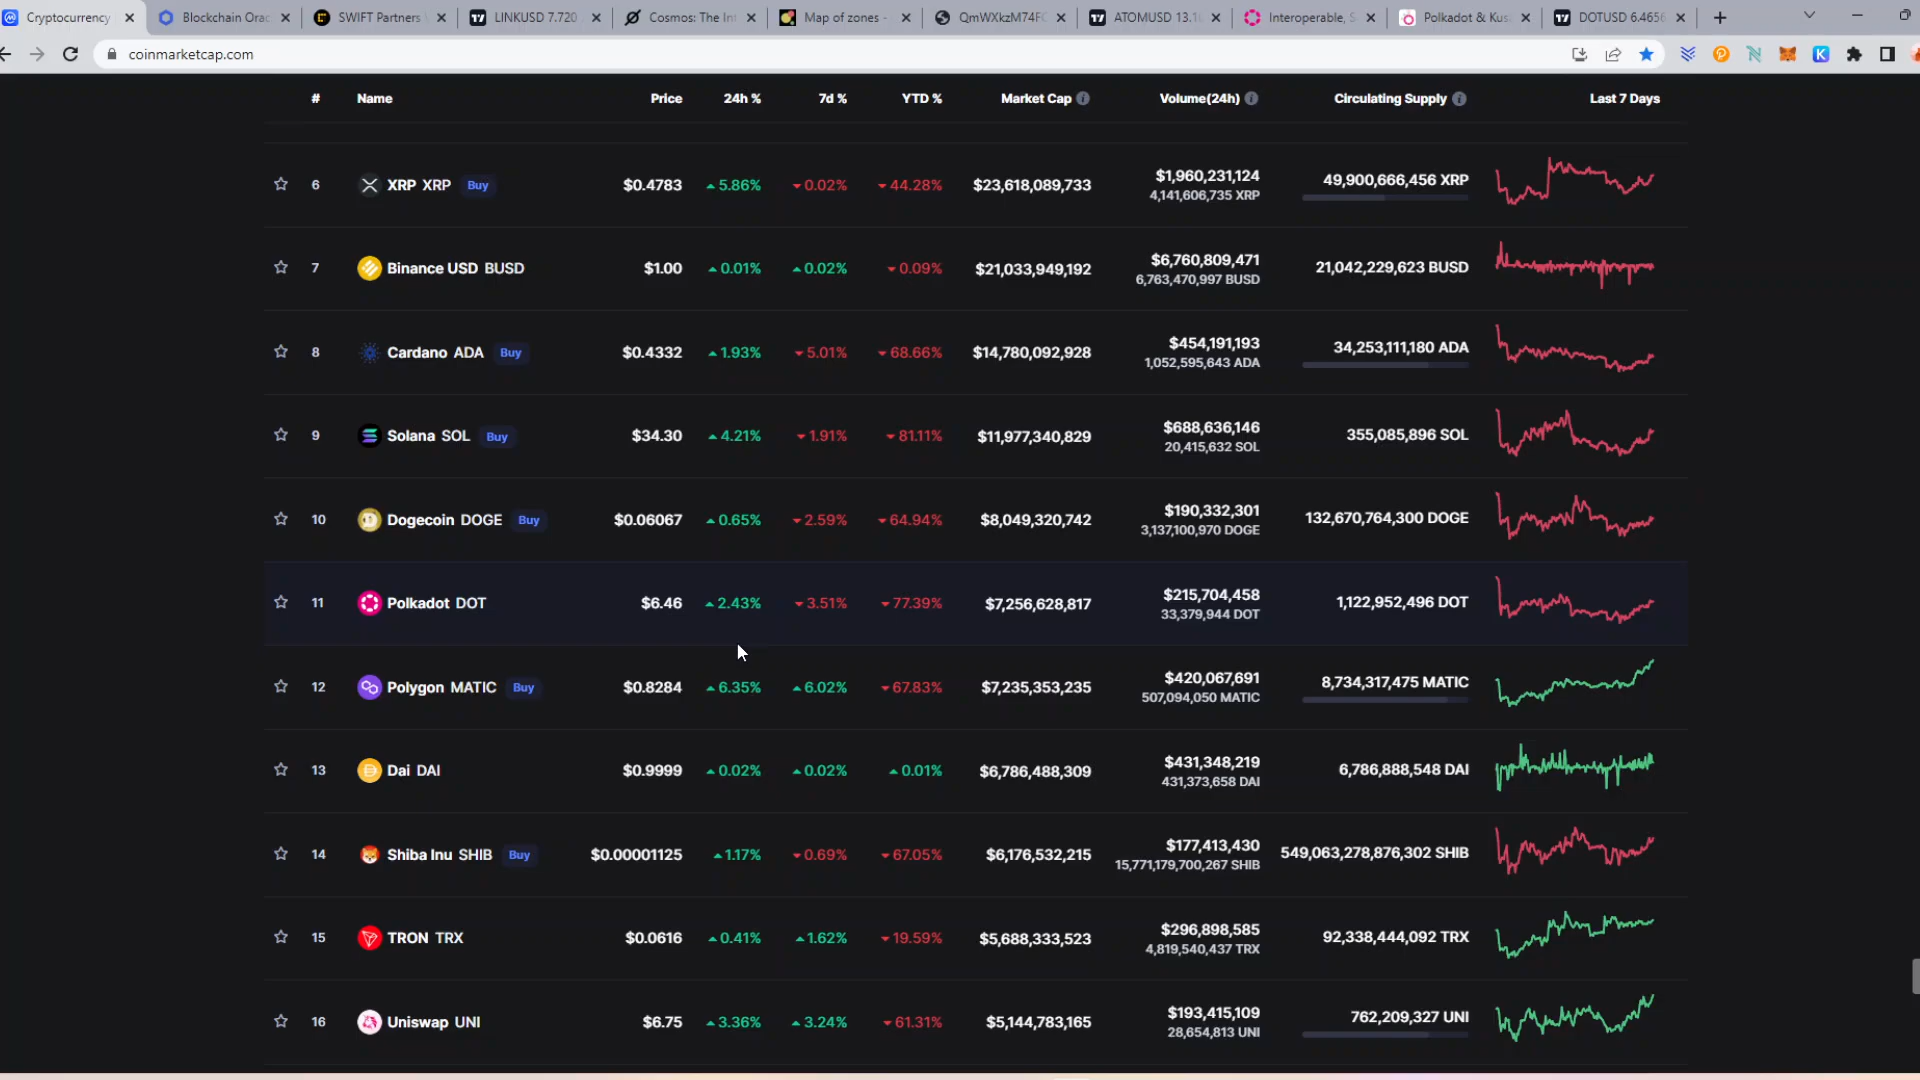 Cryptocurrency
Blockchain Orac
SWIFT Partners
LINKUSD 7.720
Cosmos: The Int
Map of zones -
QmWXkzM74FC
ATOMUSD 13.1
Interoperable, S
Polkadot & Kus
DOTUSD 6.4656
coinmarketcap.com
# Name Price 24h % 7d % YTD % Market Cap Volume(24h) Circulating Supply Last 7 Days
6 XRP XRP Buy $0.4783 5.86% 0.02% 44.28% $23,618,089,733 $1,960,231,124 49,900,666,456 XRP
4,141,606,735 XRP
7 Binance USD BUSD $1.00 0.01% 0.02% 0.09% $21,033,949,192 $6,760,809,471 21,042,229,623 BUSD
6,763,470,997 BUSD
8 Cardano ADA Buy $0.4332 1.93% 5.01% 68.66% $14,780,092,928 $454,191,193 34,253,111,180 ADA
1,052,595,643 ADA
9 Solana SOL Buy $34.30 4.21% 1.91% 81.11% $11,977,340,829 $688,636,146 355,085,896 SOL
20,415,632 SOL
10 Dogecoin DOGE Buy $0.06067 0.65% 2.59% 64.94% $8,049,320,742 $190,332,301 132,670,764,300 DOGE
3,137,100,970 DOGE
11 Polkadot DOT $6.46 2.43% 3.51% 77.39% $7,256,628,817 $215,704,458 1,122,952,496 DOT
33,379,944 DOT
12 Polygon MATIC Buy $0.8284 6.35% 6.02% 67.83% $7,235,353,235 $420,067,691 8,734,317,475 MATIC
507,094,050 MATIC
13 Dai DAI $0.9999 0.02% 0.02% 0.01% $6,786,488,309 $431,348,219 6,786,888,548 DAI
431,373,658 DAI
14 Shiba Inu SHIB Buy $0.00001125 1.17% 0.69% 67.05% $6,176,532,215 $177,413,430 549,063,278,876,302 SHIB
15,771,179,700,267 SHIB
15 TRON TRX $0.0616 0.41% 1.62% 19.59% $5,688,333,523 $296,898,585 92,338,444,092 TRX
4,819,540,437 TRX
16 Uniswap UNI $6.75 3.36% 3.24% 61.31% $5,144,783,165 $193,415,109 762,209,327 UNI
28,654,813 UNI